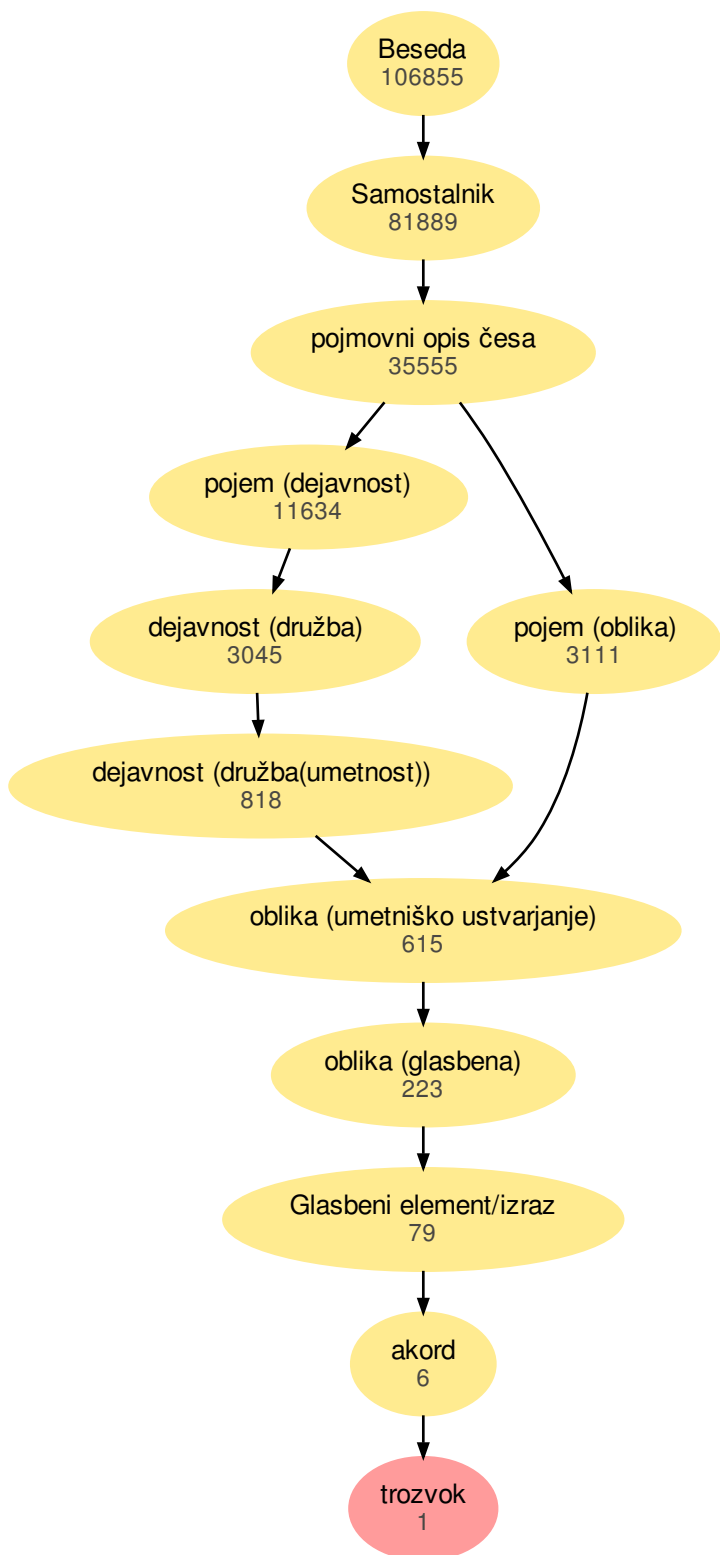 Beseda
106855
Samostalnik
81889
pojmovni opis česa
35555
pojem (dejavnost)
11634
dejavnost (družba)
3045
pojem (oblika)
3111
dejavnost (družba(umetnost))
818
oblika (umetniško ustvarjanje)
615
oblika (glasbena)
223
Glasbeni element/izraz
79
akord
6
trozvok
1